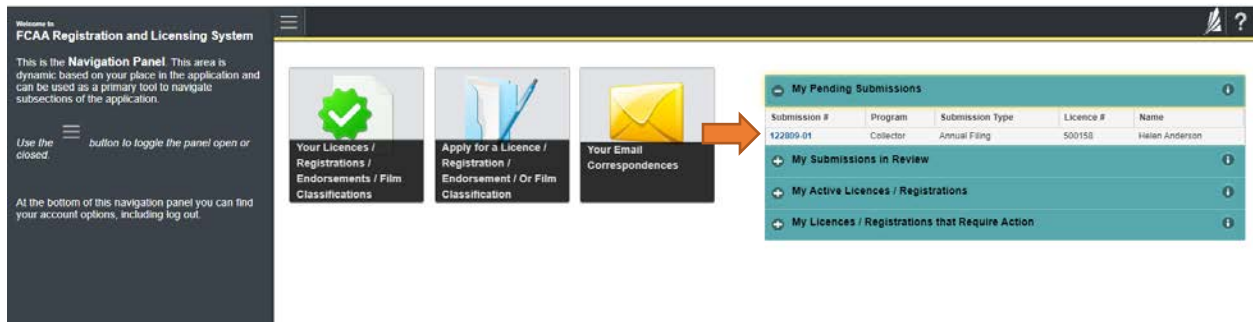 Welcome to
FCAA Registration and Licensing System
This is the Navigation Panel. This area is
dynamic based on your place in the application and
can be used as a primary tool to navigate
subsections of the application.
Use the button to toggle the panel open or
closed.
At the bottom of this navigation panel you can find
your account options, including log out.
?
Your Licences /
Registrations /
Endorsements / Film
Classifications
Apply for a Licence /
Registration /
Endorsement / Or Film
Classification
Your Email
Correspondences
My Pending Submissions
Submission # Program Submission Type Licence # Name
122809-01 Collector Annual Filing 500158 Helen Anderson
My Submissions in Review
My Active Licences / Registrations
My Licences / Registrations that Require Action